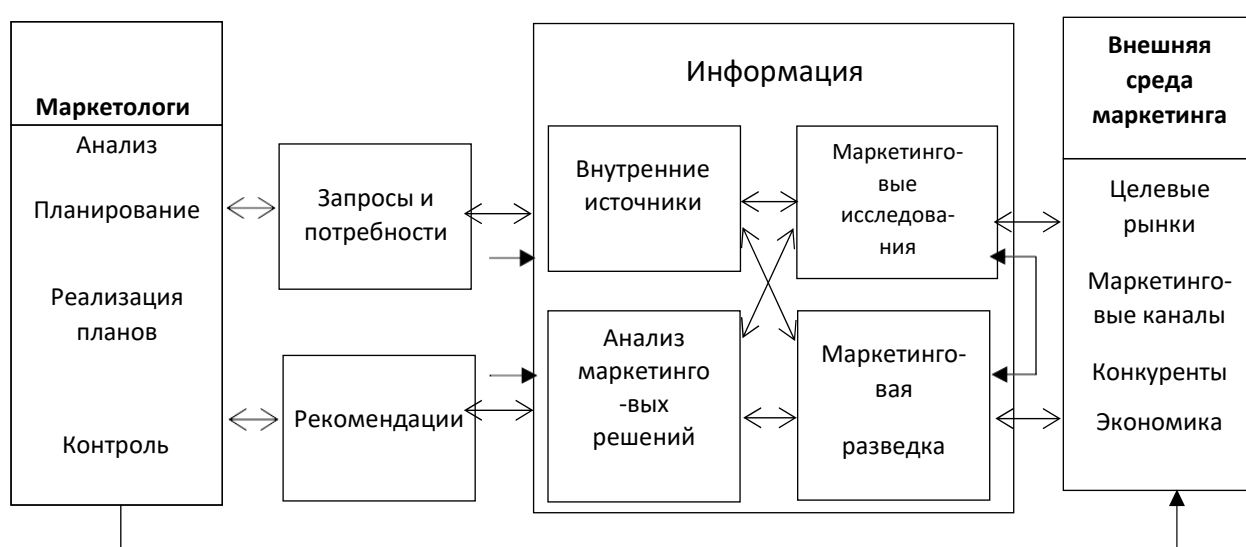 Маркетологи
Анализ
Планирование
Реализация
планов
Контроль
Запросы и
потребности
Рекомендации
Информация
Внутренние
источники
Маркетинго-
вые
исследова-
ния
Анализ
маркетинго
-вых
решений
Маркетинго-
вая
разведка
Внешняя
среда
маркетинга
Целевые
рынки
Маркетинго-
вые каналы
Конкуренты
Экономика